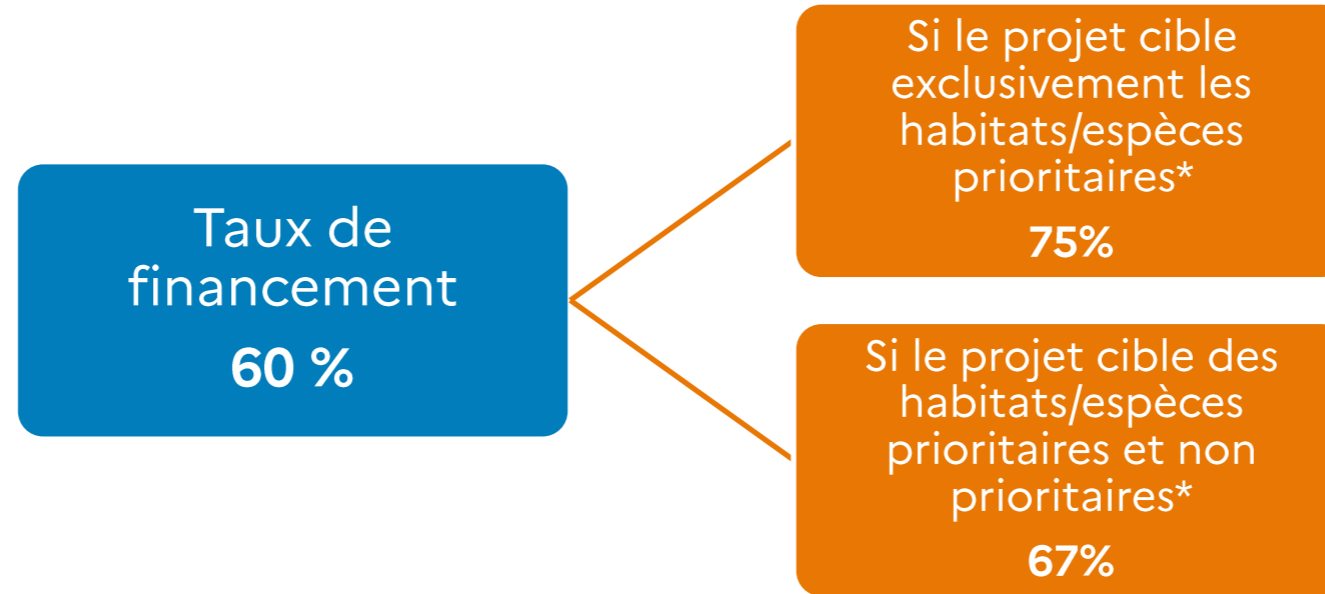 Taux de
financement
60 %
Si le projet cible
exclusivement les
habitats/espèces
prioritaires*
75%
Si le projet cible des
habitats/espèces
prioritaires et non
prioritaires*
67%